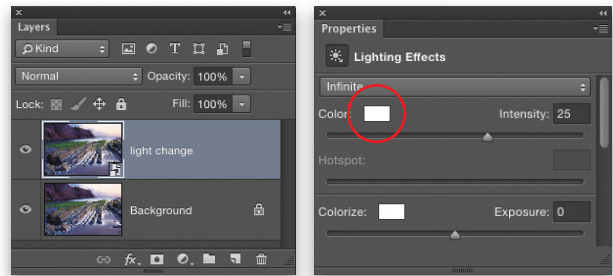 Layers
Kind
Normal
Opacity: 100%
Lock:
Fill: 100%
light change
Background
fx.
Properties
Lighting Effects
Infinite
Color:
Intensity: 25
Hotspot:
Colorize:
Exposure: 0